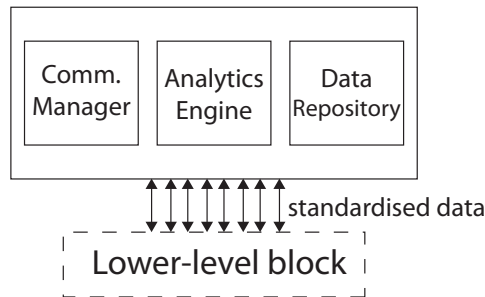 Comm.
Manager
Analytics
Engine
Data
Repository
standardised data
Lower-level block